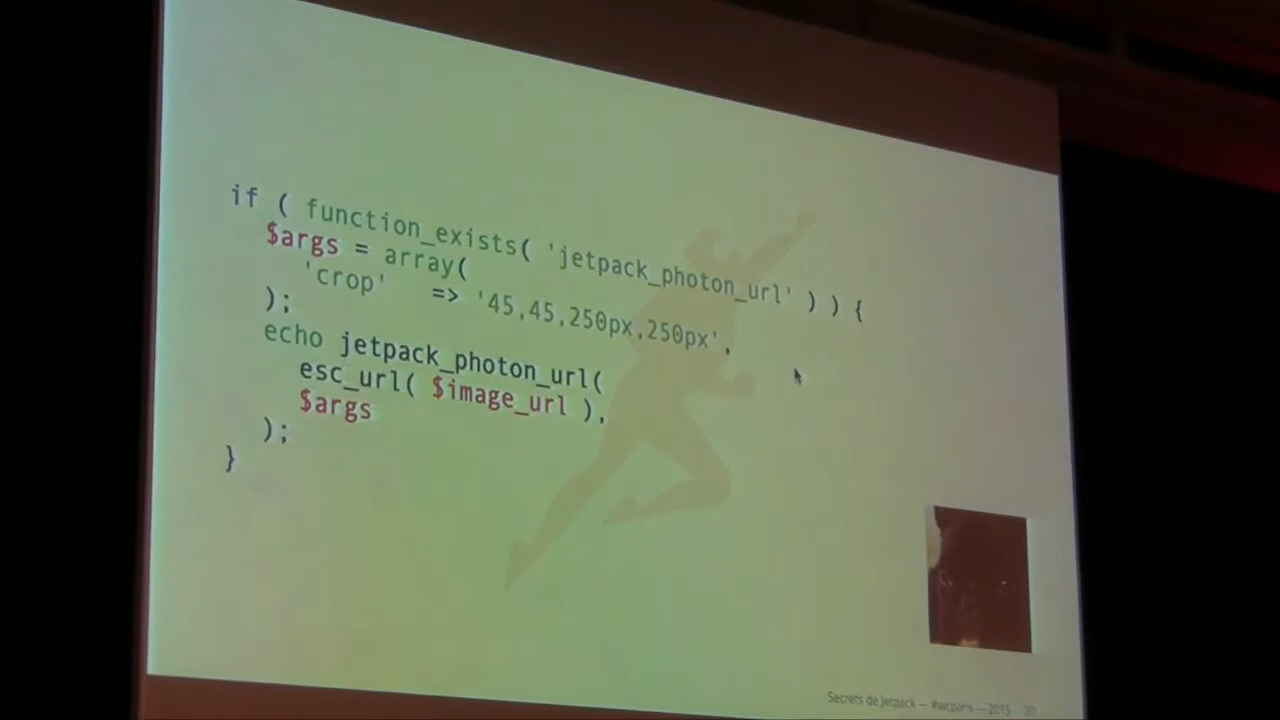 if ( function_exists( 'jetpack_photon_url' ) ) {
$args = array(
'crop' => '45,45,250px,250px',
);
echo jetpack_photon_url(
esc_url( $image_url ),
$args
);
}
Secrets de Jetpack — #wcparis — 2015